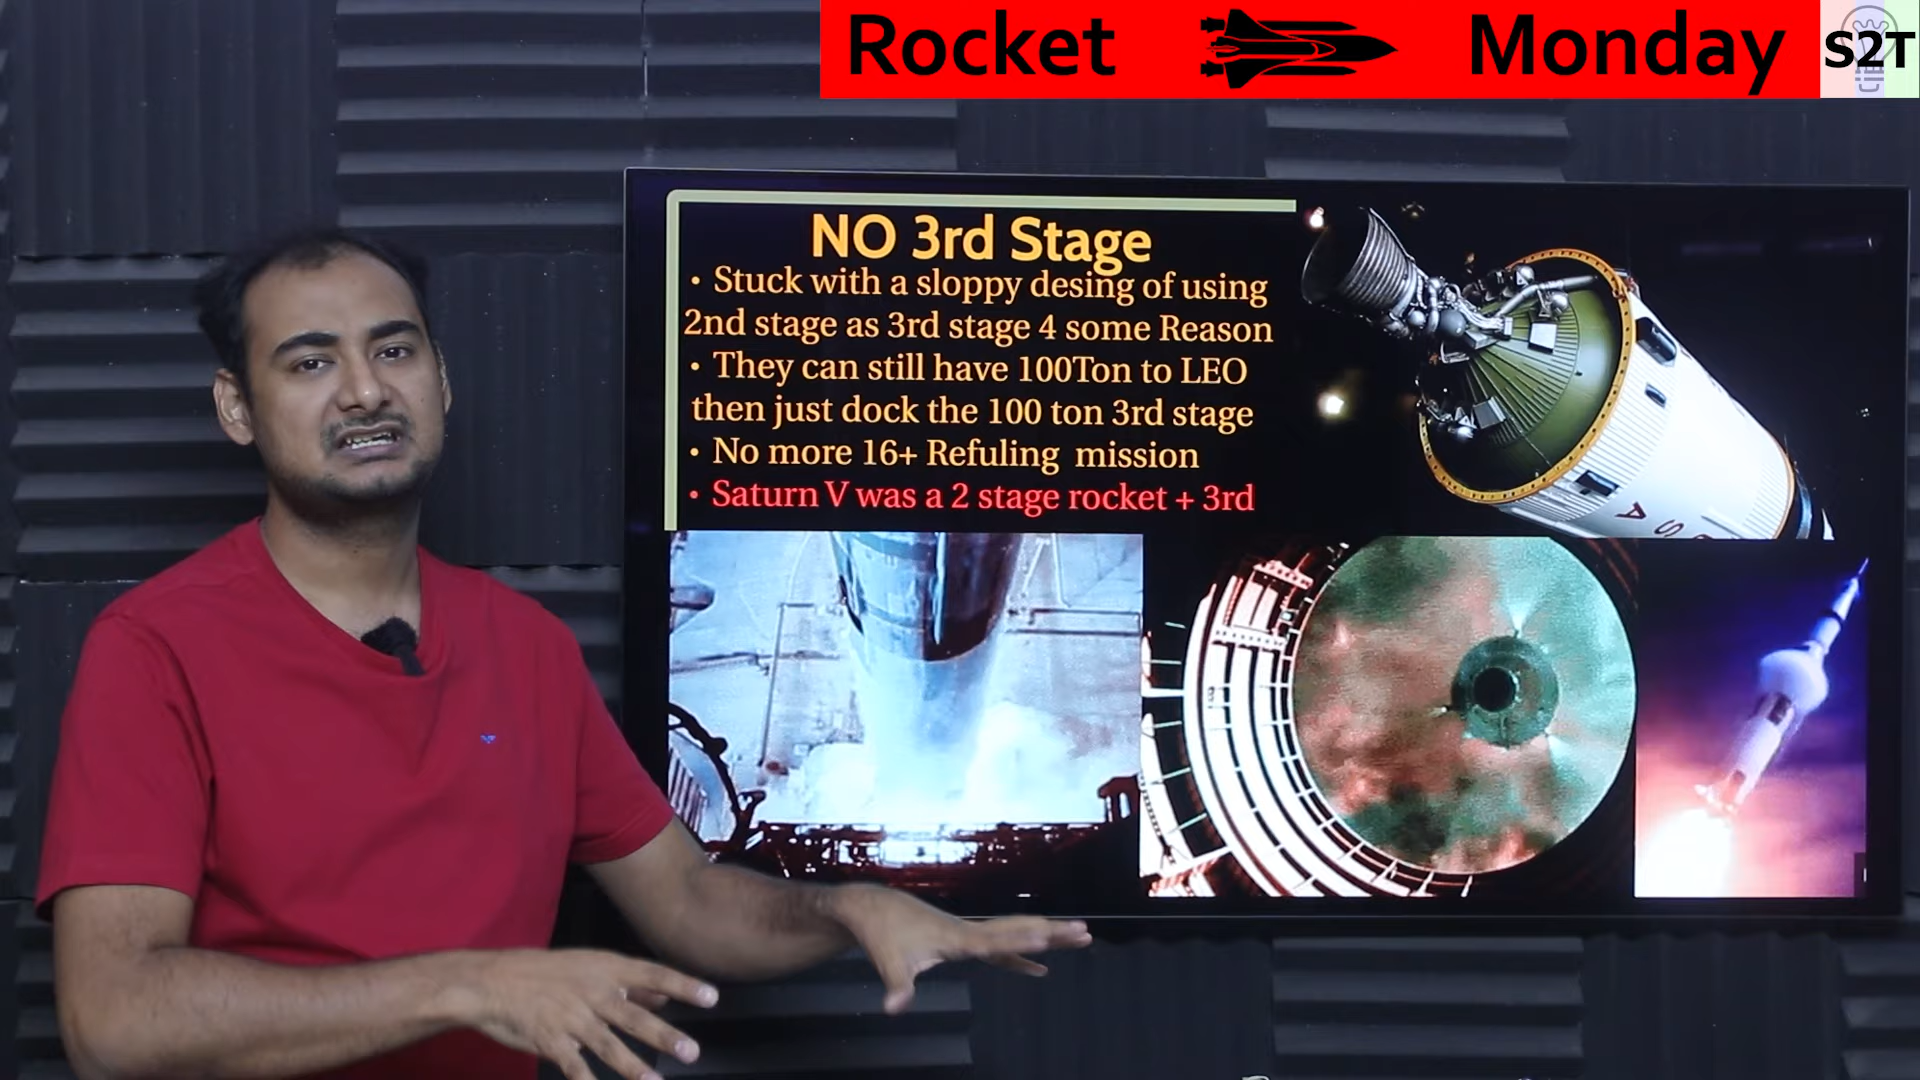 Rocket Monday
S2T
NO 3rd Stage
• Stuck with a sloppy desing of using
2nd stage as 3rd stage 4 some Reason
• They can still have 100Ton to LEO
then just dock the 100 ton 3rd stage
• No more 16+ Refuling mission
• Saturn V was a 2 stage rocket + 3rd